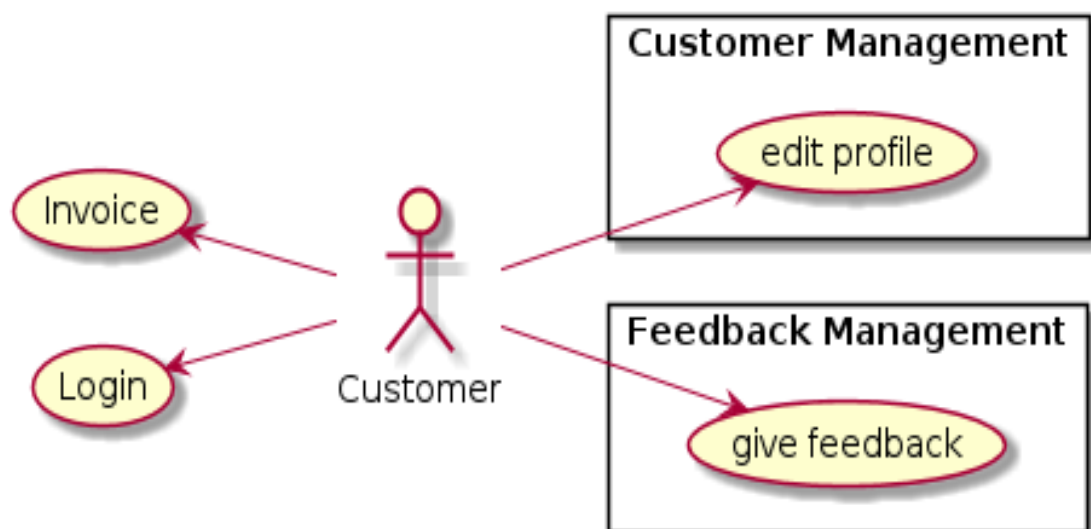 Customer Management
edit profile
Invoice
Login
Customer
Feedback Management
give feedback